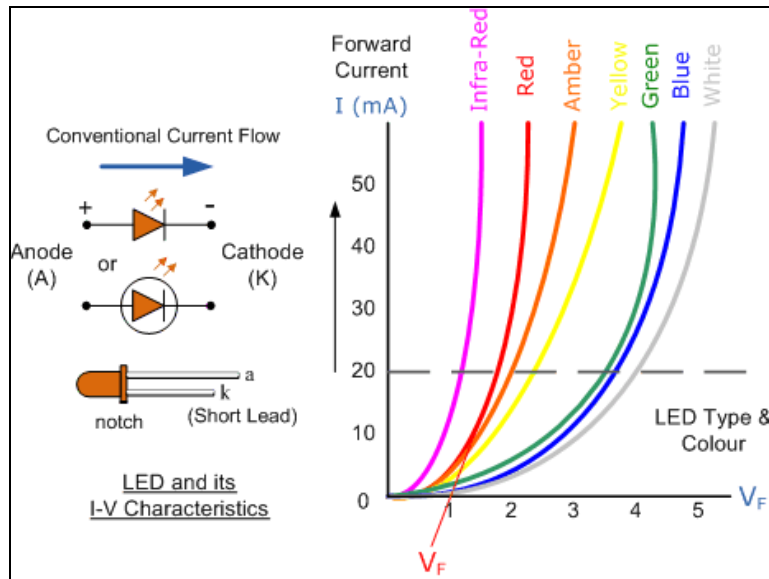 Forward
Current
I (mA)
Infra-Red
Red
Amber
Yellow
Green
Blue
White
Conventional Current Flow
+
-
Anode
(A)
or
Cathode
(K)
a
k
notch
(Short Lead)
LED and its
I-V Characteristics
50
40
30
20
10
0
1
2
3
4
5
LED Type &
Colour
VF
VF